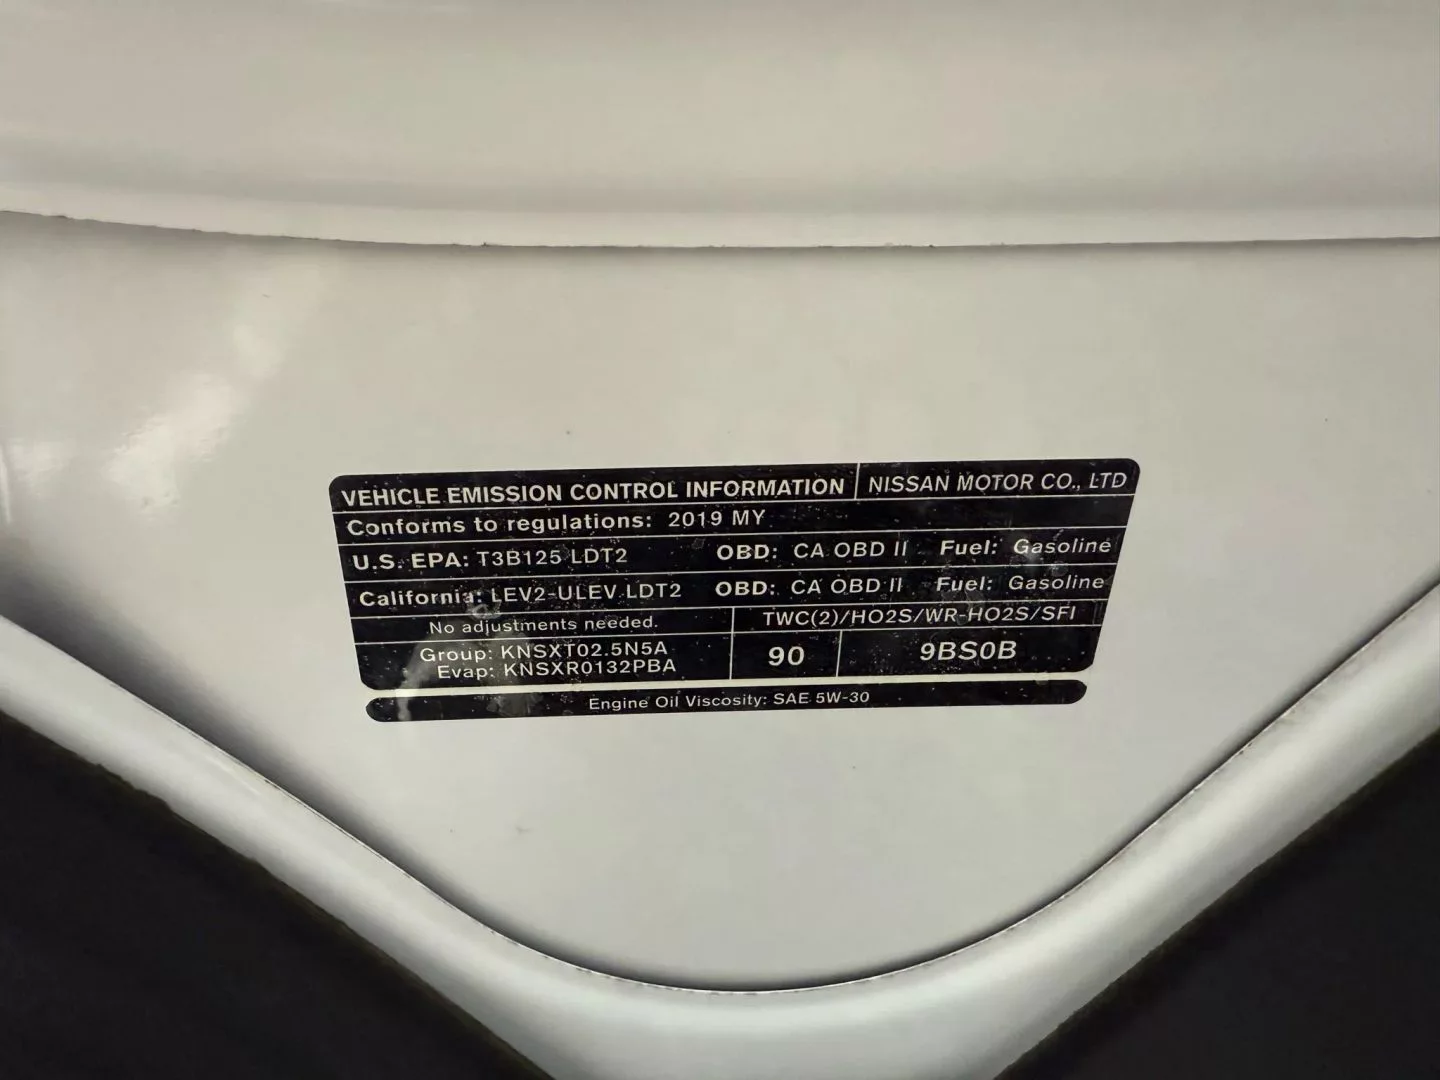 VEHICLE EMISSION CONTROL INFORMATION NISSAN MOTOR CO., LTD
Conforms to regulations: 2019 MY
U.S. EPA: T3B125 LDT2 OBD: CA OBD II Fuel: Gasoline
California: LEV2-ULEV LDT2 OBD: CA OBD II Fuel: Gasoline
No adjustments needed. TWC(2)/HO2S/WR-HO2S/SFI
Group: KNSXT02.5N5A
Evap: KNSXR0132PBA
90 9BS0B
Engine Oil Viscosity: SAE 5W-30